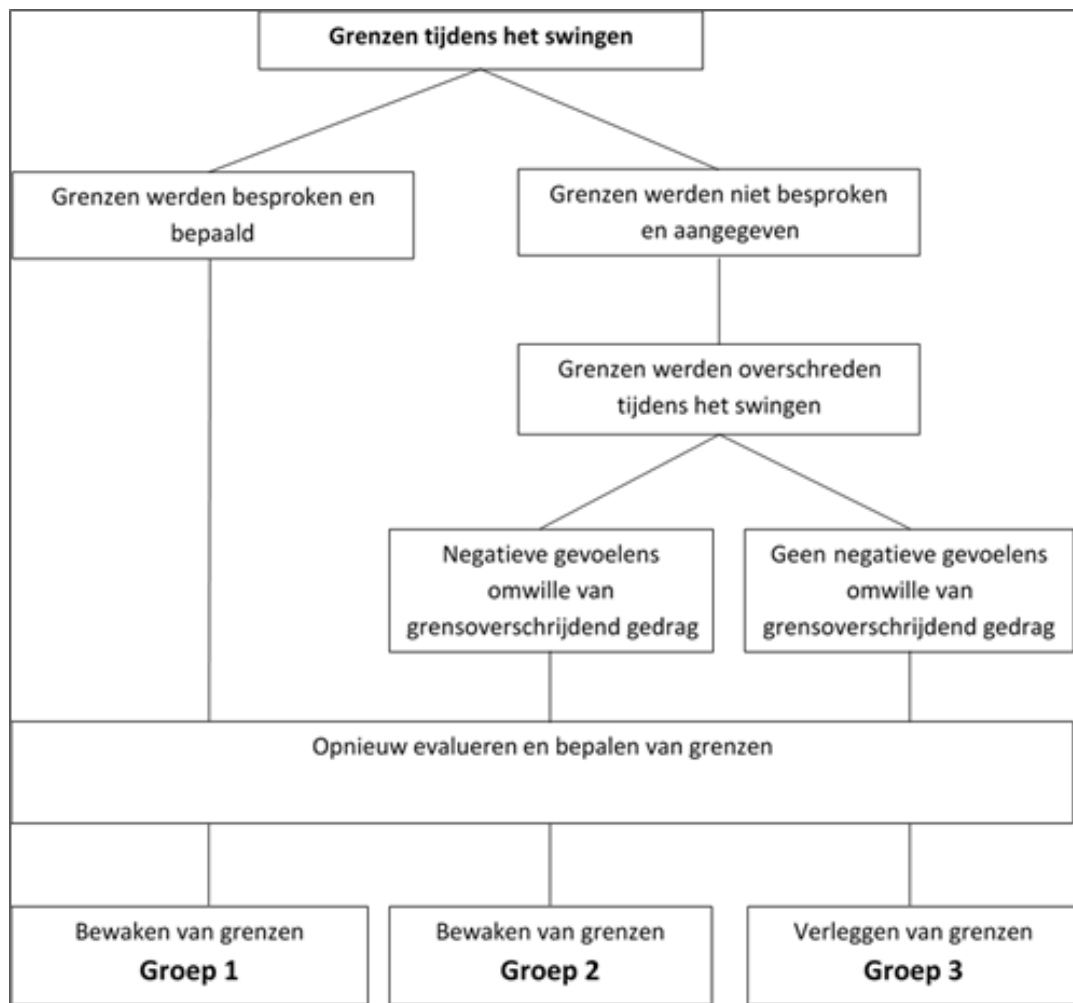 Grenzen tijdens het swingen
Grenzen werden besproken en
bepaald
Grenzen werden niet besproken
en aangegeven
Grenzen werden overschreden
tijdens het swingen
Negatieve gevoelens
omwille van
grensoverschrijdend gedrag
Geen negatieve gevoelens
omwille van
grensoverschrijdend gedrag
Opnieuw evalueren en bepalen van grenzen
Bewaken van grenzen
Groep 1
Bewaken van grenzen
Groep 2
Verleggen van grenzen
Groep 3